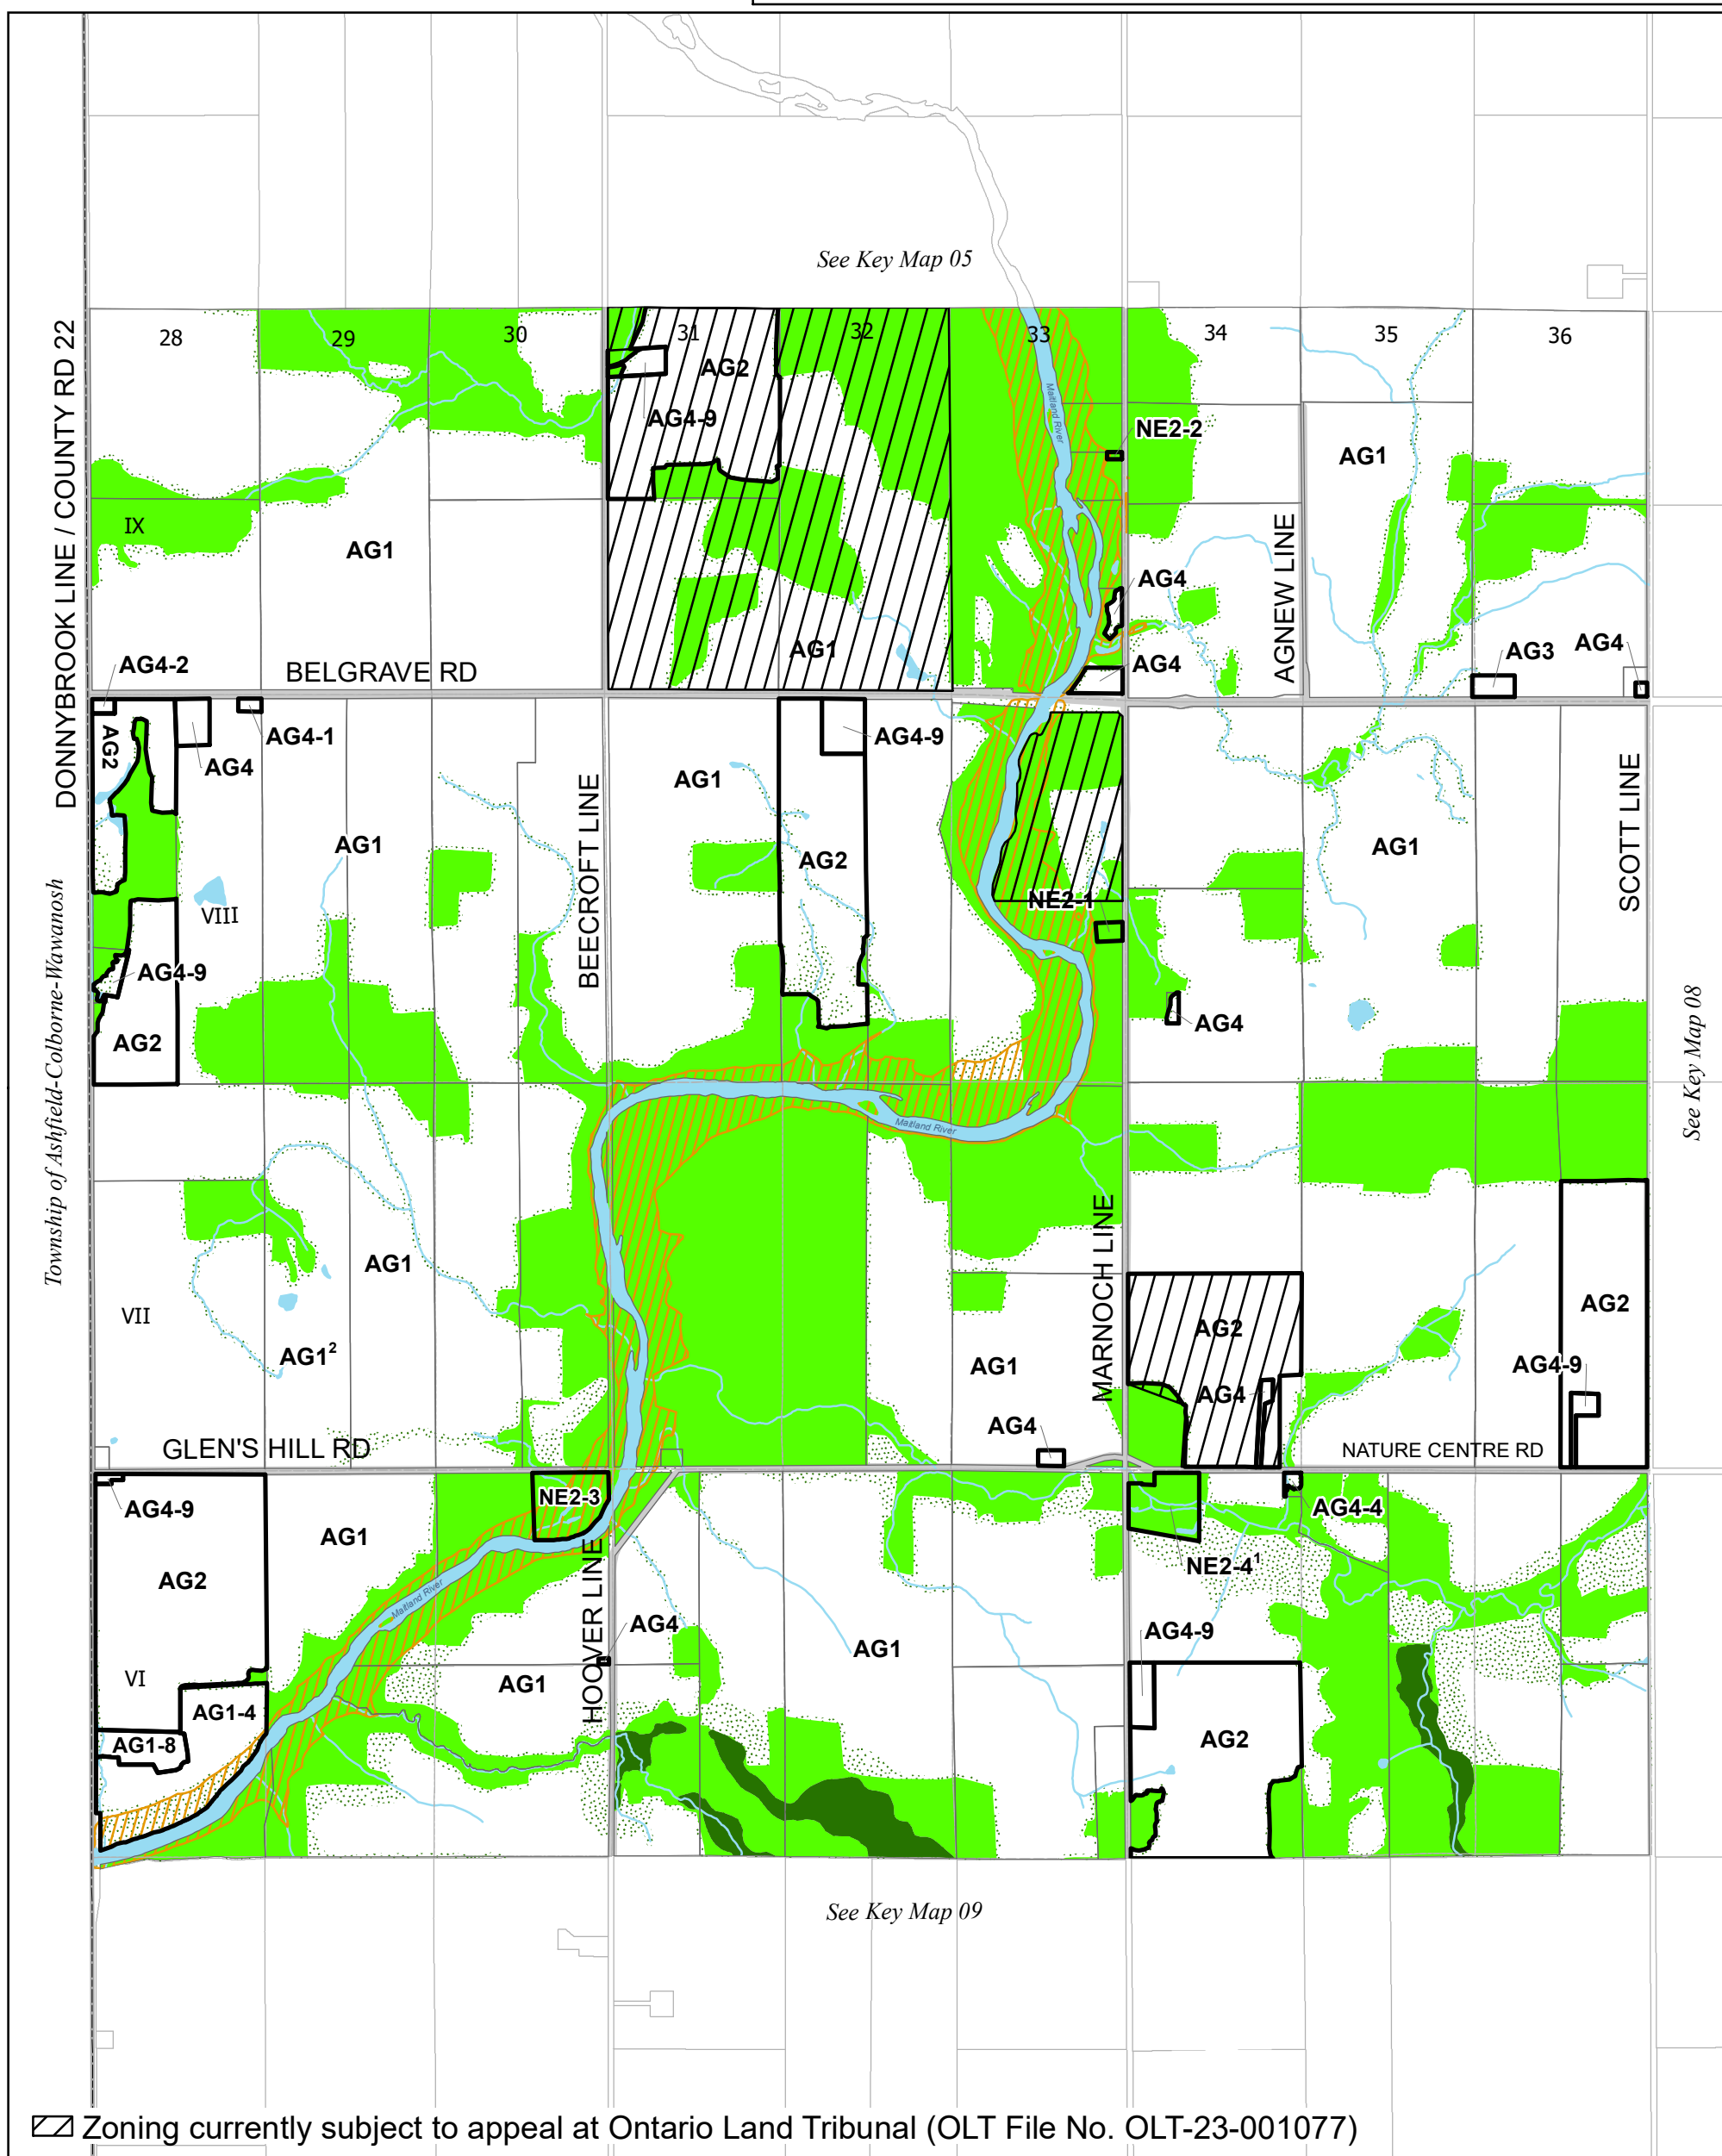 See Key Map 05
28
29
30
31
32
33
34
35
36
DONNYBROOK LINE / COUNTY RD 22
AG2
AG4-9
Maitland River
NE2-2
AG1
IX
AG1
AGNEW LINE
AG4
AG1
AG4-2
BELGRAVE RD
AG4
AG3
AG4
AG2
AG4
AG4-1
BEECROFT LINE
AG1
AG4-9
SCOTT LINE
AG1
AG2
AG1
NE2-1
VIII
Township of Ashfield-Colborne-Wawanosh
AG4-9
AG2
AG4
See Key Map 08
Maitland River
MARNOCH LINE
AG1
VII
AG1²
AG2
AG2
AG1
AG4-9
AG4
AG4
GLEN'S HILL RD
NATURE CENTRE RD
AG4-9
NE2-3
AG4-4
AG1
HOOVER LINE
NE2-4¹
AG2
Maitland River
AG4
AG4-9
AG1
VI
AG1
AG1-4
AG2
AG1-8
See Key Map 09
Zoning currently subject to appeal at Ontario Land Tribunal (OLT File No. OLT-23-001077)